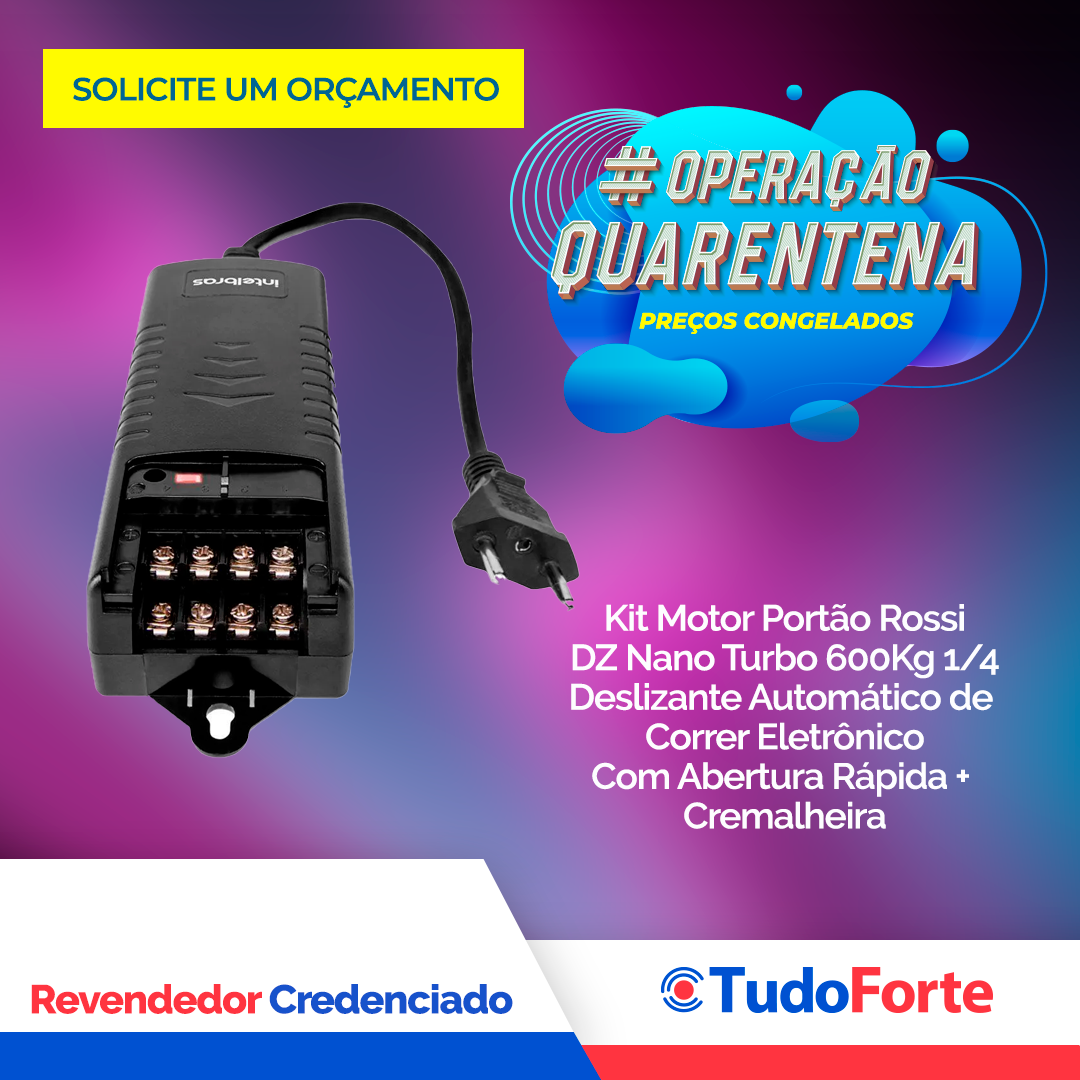 SOLICITE UM ORÇAMENTO
#OPERAÇÃO
QUARENTENA
PREÇOS CONGELADOS
intelbras
Kit Motor Portão Rossi
DZ Nano Turbo 600Kg 1/4
Deslizante Automático de
Correr Eletrônico
Com Abertura Rápida +
Cremalheira
Revendedor Credenciado
TudoForte